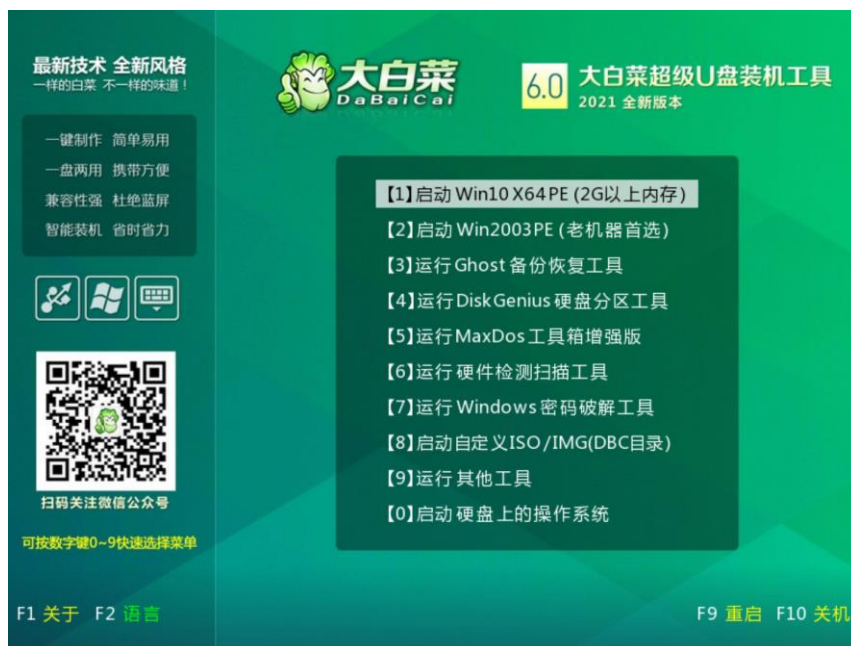 最新技术 全新风格
一样的白菜 不一样的味道！
一键制作 简单易用
一盘两用 携带方便
兼容性强 杜绝蓝屏
智能装机 省时省力
扫码关注微信公众号
可按数字键0~9快速选择菜单
大白菜
DaBaiCai
6.0
大白菜超级U盘装机工具
2021 全新版本
【1】启动 Win10 X64PE (2G以上内存)
【2】启动 Win2003PE (老机器首选)
【3】运行 Ghost 备份恢复工具
【4】运行 DiskGenius 硬盘分区工具
【5】运行 MaxDos 工具箱增强版
【6】运行 硬件检测扫描工具
【7】运行 Windows 密码破解工具
【8】启动自定义ISO/IMG(DBC目录)
【9】运行 其他工具
【0】启动 硬盘上的操作系统
F1 关于 F2 语言
F9 重启 F10 关机